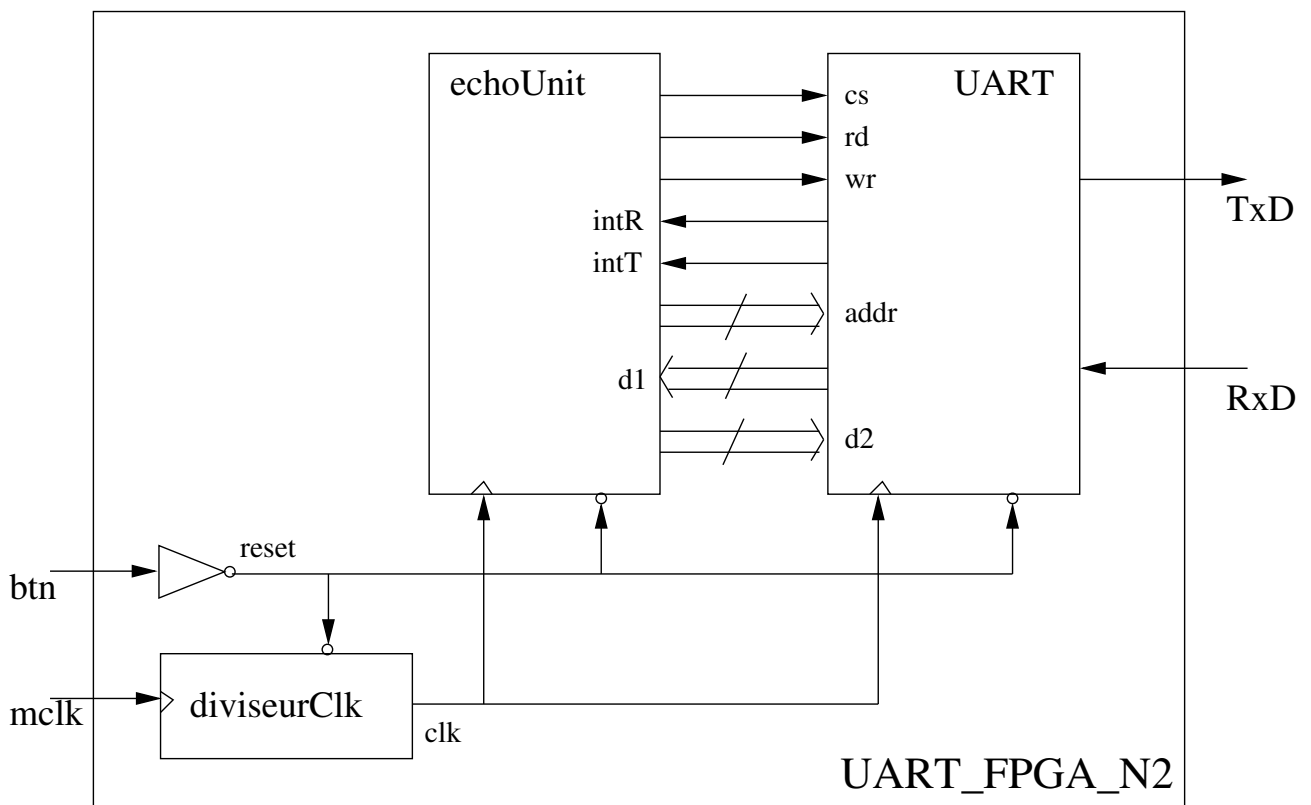 echoUnit
UART
cs
rd
wr
intR
intT
addr
d1
d2
TxD
RxD
reset
btn
mclk
diviseurClk
clk
UART_FPGA_N2